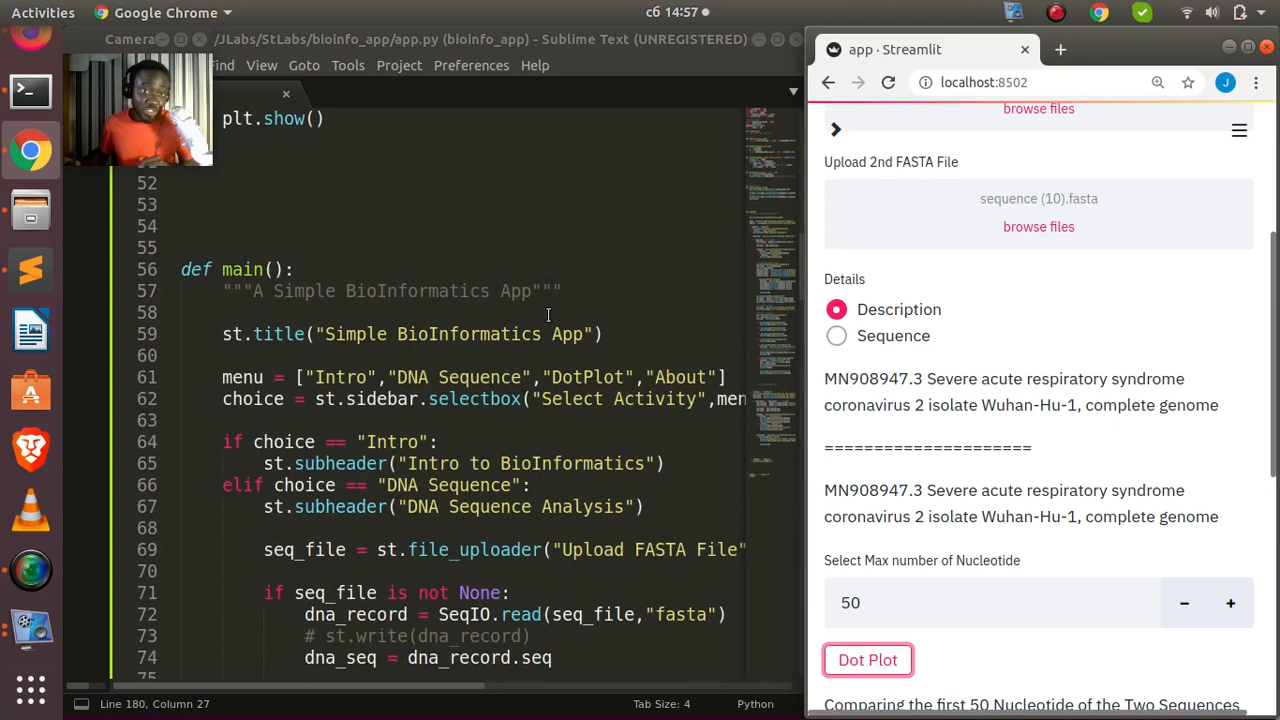 Activities
Google Chrome
сб 14:57
Camera
/JLabs/StLabs/bioinfo_app/app.py (bioinfo_app) - Sublime Text (UNREGISTERED)
Find View Goto Tools Project Preferences Help
plt.show()
52
53
54
55
56 def main():
57 """A Simple BioInformatics App"""
58
59 st.title("Simple BioInformatics App")
60
61 menu = ["Intro","DNA Sequence","DotPlot","About"]
62 choice = st.sidebar.selectbox("Select Activity",men
63
64 if choice == "Intro":
65 st.subheader("Intro to BioInformatics")
66 elif choice == "DNA Sequence":
67 st.subheader("DNA Sequence Analysis")
68
69 seq_file = st.file_uploader("Upload FASTA File"
70
71 if seq_file is not None:
72 dna_record = SeqIO.read(seq_file,"fasta")
73 # st.write(dna_record)
74 dna_seq = dna_record.seq
Line 180, Column 27
Tab Size: 4
Python
app · Streamlit
localhost:8502
J
browse files
Upload 2nd FASTA File
sequence (10).fasta
browse files
Details
Description
Sequence
MN908947.3 Severe acute respiratory syndrome
coronavirus 2 isolate Wuhan-Hu-1, complete genome
=====================
MN908947.3 Severe acute respiratory syndrome
coronavirus 2 isolate Wuhan-Hu-1, complete genome
Select Max number of Nucleotide
50
Dot Plot
Comparing the first 50 Nucleotide of the Two Sequences